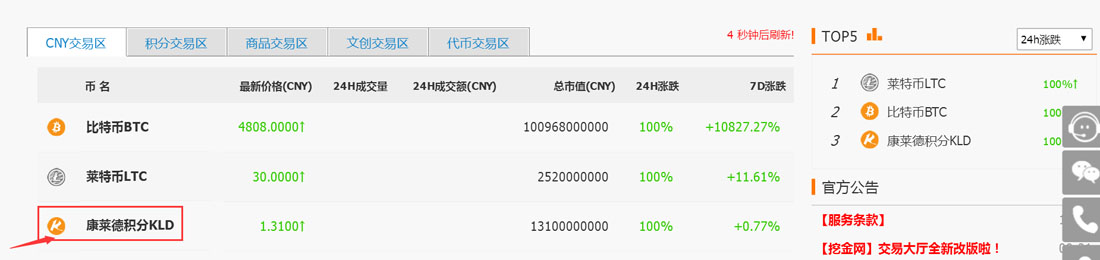 CNY交易区 积分交易区 商品交易区 文创交易区 代币交易区 4 秒钟后刷新!
币 名 最新价格(CNY) 24H成交量 24H成交额(CNY) 总市值(CNY) 24H涨跌 7D涨跌
比特币BTC 4808.0000↑ 100968000000 100% +10827.27%
莱特币LTC 30.0000↑ 2520000000 100% +11.61%
康莱德积分KLD 1.3100↑ 13100000000 100% +0.77%
TOP5 24h涨跌
1 莱特币LTC 100%↑
2 比特币BTC 100
3 康莱德积分KLD 100
官方公告
【服务条款】
【挖金网】交易大厅全新改版啦！